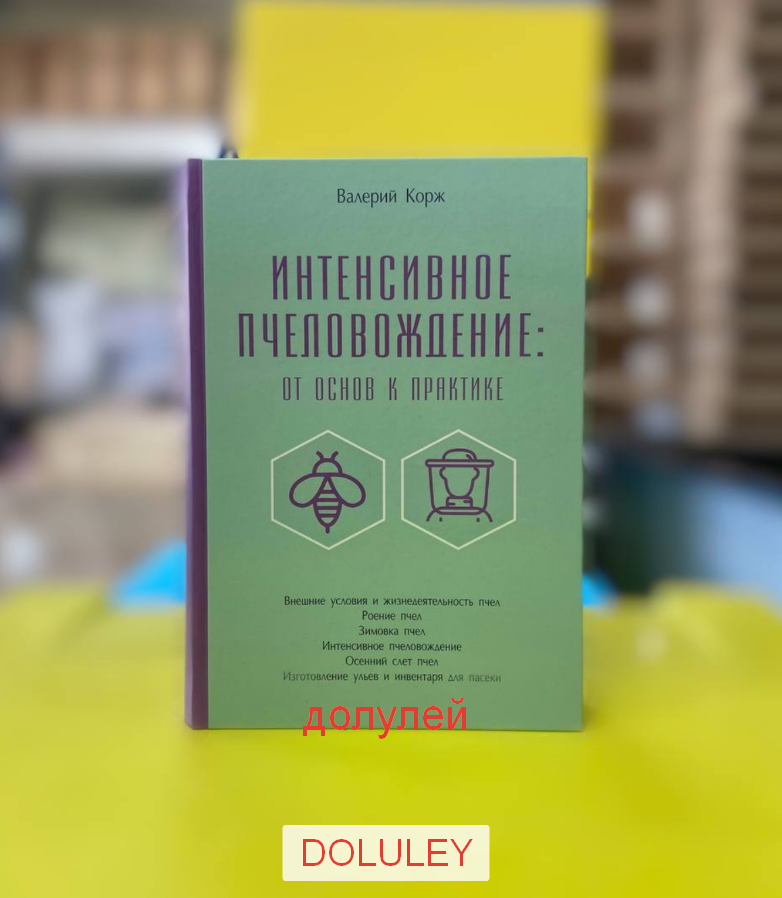 Валерий Корж
ИНТЕНСИВНОЕ
ПЧЕЛОВОЖДЕНИЕ:
ОТ ОСНОВ К ПРАКТИКЕ
Внешние условия и жизнедеятельность пчел
Роение пчел
Зимовка пчел
Интенсивное пчеловождение
Осенний слет пчел
Изготовление ульев и инвентаря для пасеки
долулей
DOLULEY